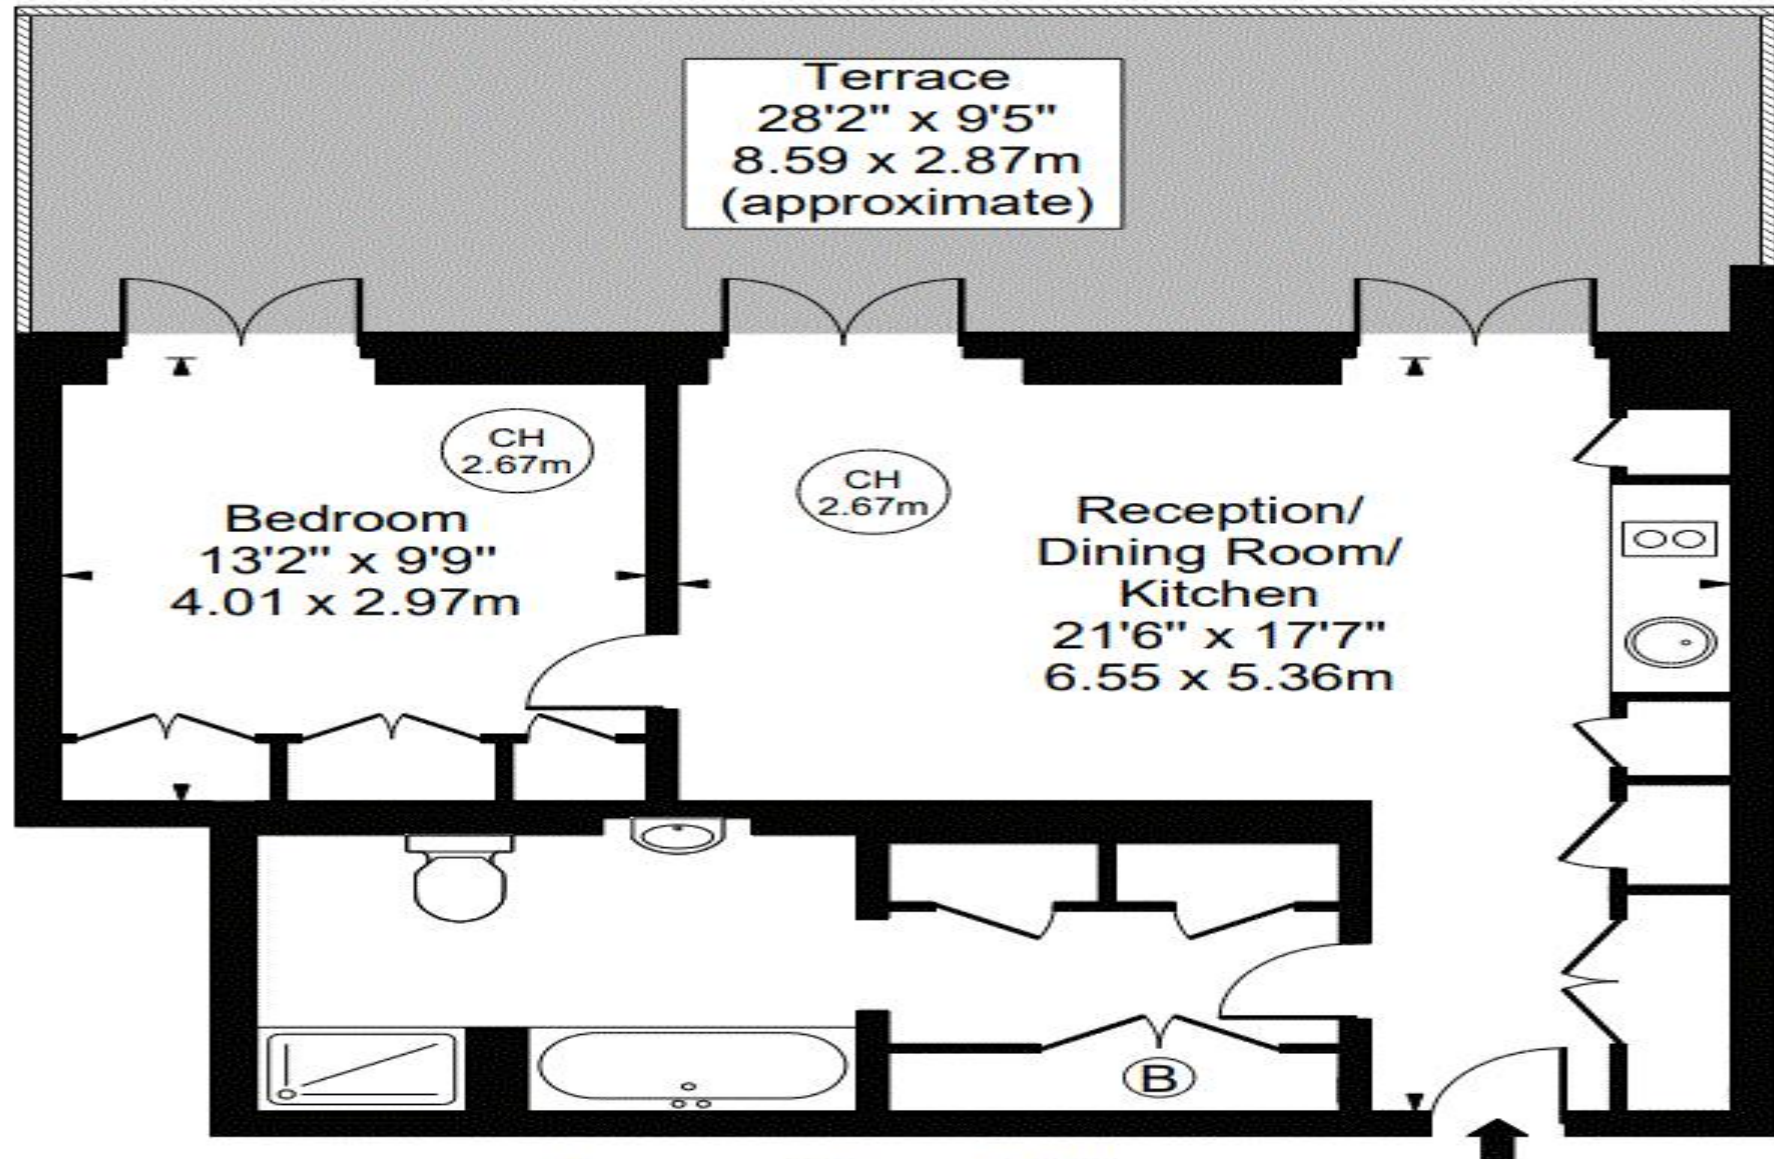 Terrace
28'2" x 9'5"
8.59 x 2.87m
(approximate)
CH
2.67m
Bedroom
13'2" x 9'9"
4.01 x 2.97m
CH
2.67m
Reception/
Dining Room/
Kitchen
21'6" x 17'7"
6.55 x 5.36m
B